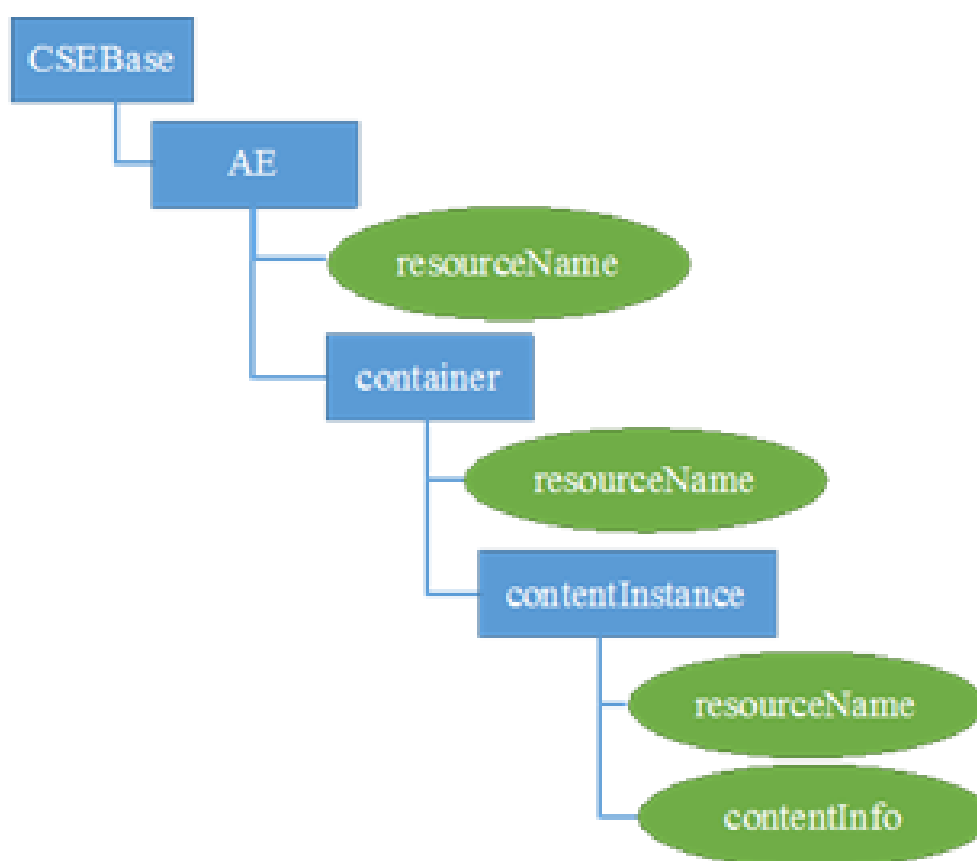 CSEBase
AE
resourceName
container
resourceName
contentInstance
resourceName
contentInfo